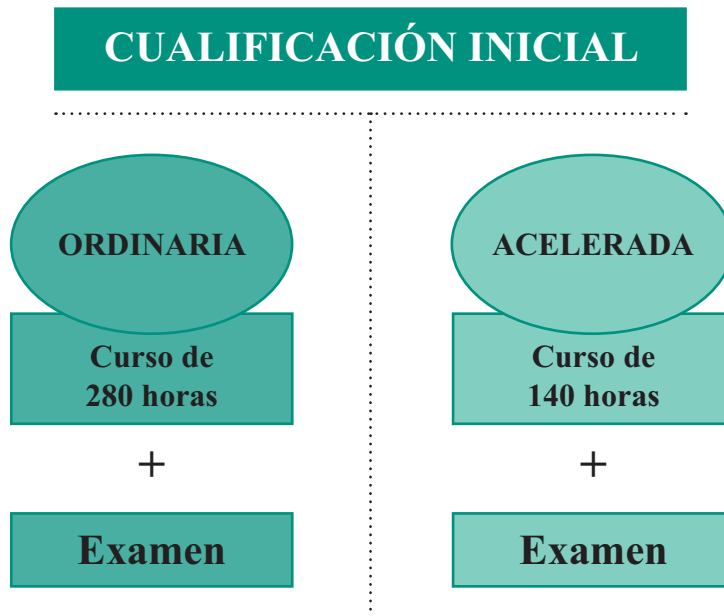 CUALIFICACIÓN INICIAL
ORDINARIA
Curso de
280 horas
+
Examen
ACELERADA
Curso de
140 horas
+
Examen